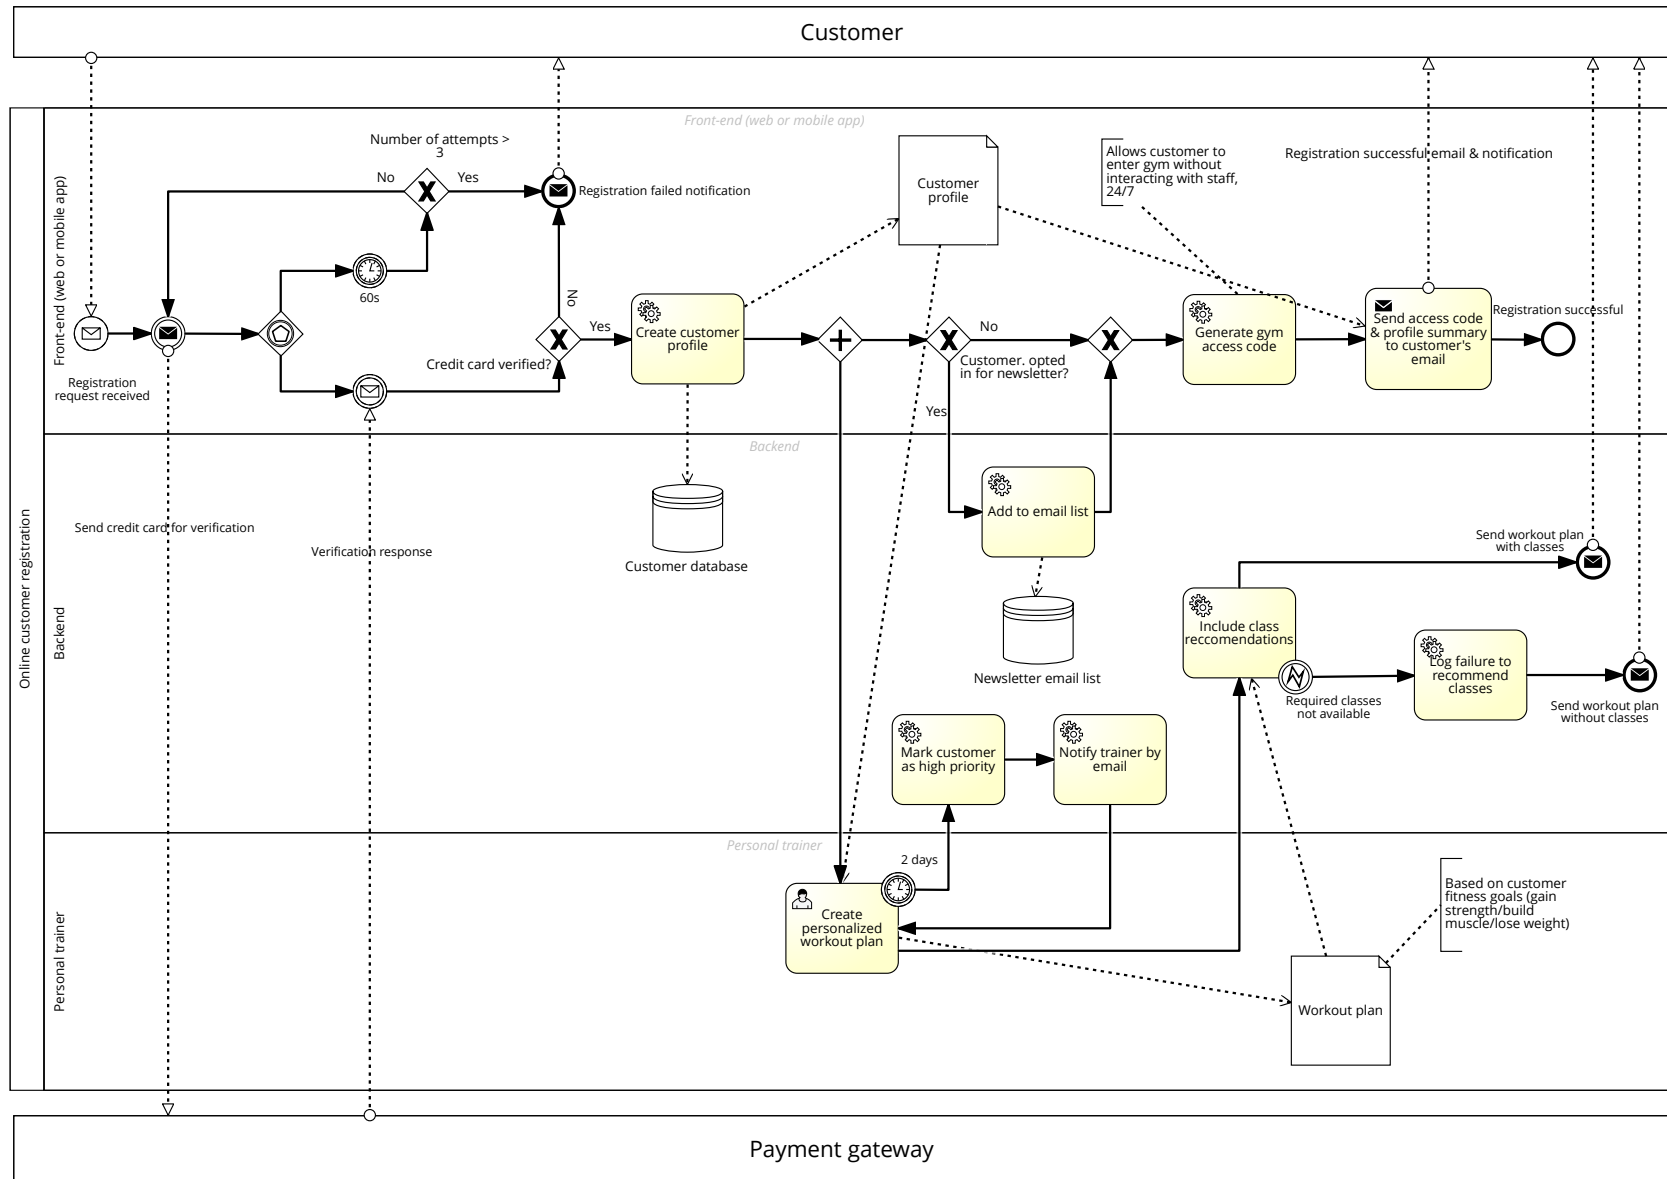 Customer
Front-end (web or mobile app)
Number of attempts >
3
No
Yes
Registration failed notification
Customer
profile
Allows customer to
enter gym without
interacting with staff,
24/7
Registration successful email & notification
Front-end (web or mobile app)
60s
No
Yes
Create customer
profile
No
Customer. opted
in for newsletter?
Generate gym
access code
Send access code
& profile summary
to customer's
email
Registration successful
Credit card verified?
Registration
request received
Yes
Backend
Online customer registration
Backend
Send credit card for verification
Verification response
Customer database
Add to email list
Newsletter email list
Send workout plan
with classes
Include class
reccomendations
Required classes
not available
Log failure to
recommend
classes
Send workout plan
without classes
Mark customer
as high priority
Notify trainer by
email
Personal trainer
Personal trainer
2 days
Create
personalized
workout plan
Based on customer
fitness goals (gain
strength/build
muscle/lose weight)
Workout plan
Payment gateway